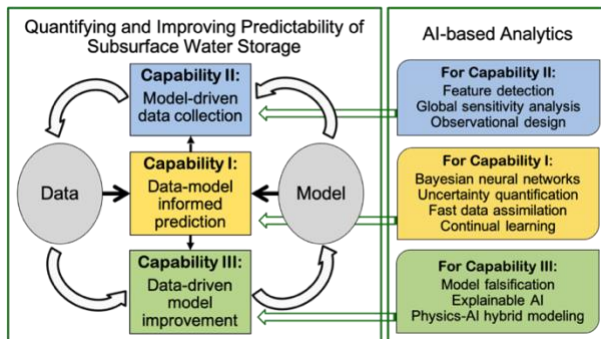 Quantifying and Improving Predictability of
Subsurface Water Storage
Capability II:
Model-driven
data collection
Data
Capability I:
Data-model
informed
prediction
Model
Capability III:
Data-driven
model
improvement
AI-based Analytics
For Capability II:
Feature detection
Global sensitivity analysis
Observational design
For Capability I:
Bayesian neural networks
Uncertainty quantification
Fast data assimilation
Continual learning
For Capability III:
Model falsification
Explainable AI
Physics-AI hybrid modeling